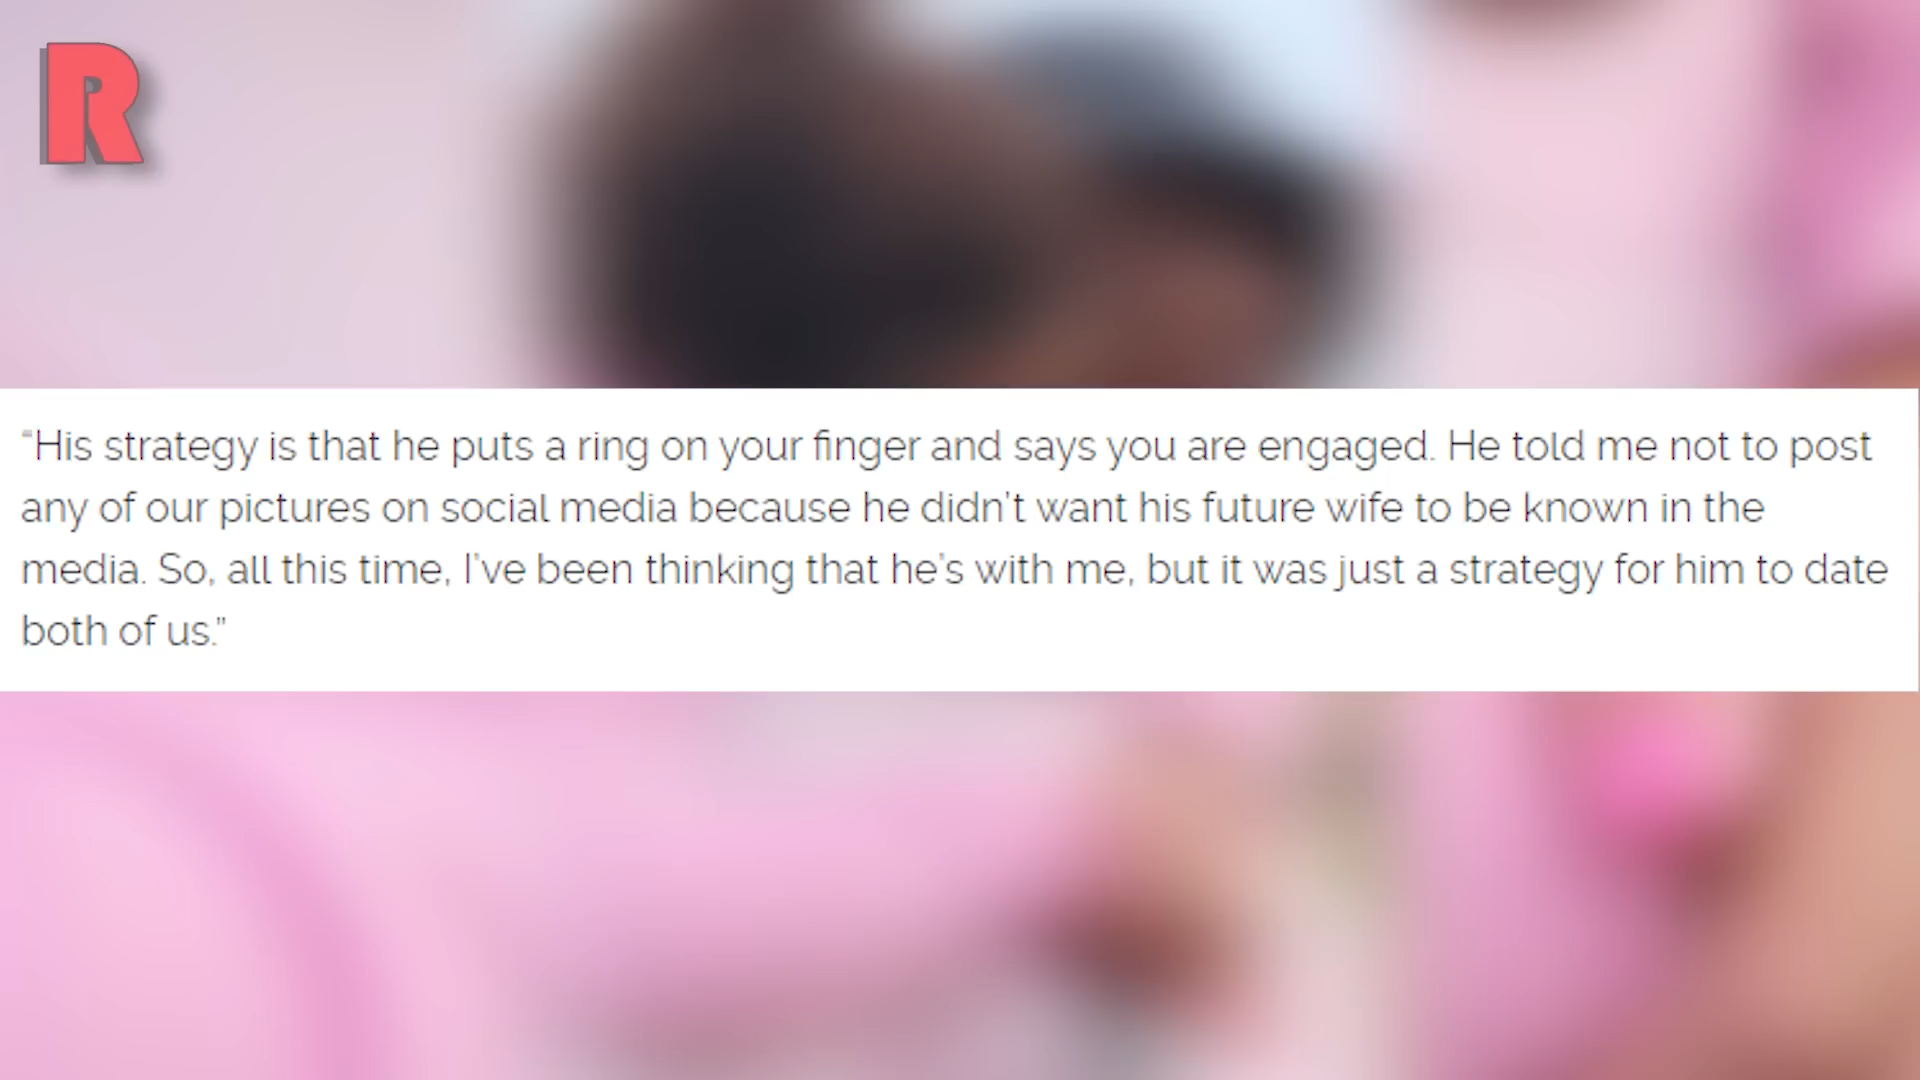 R
"His strategy is that he puts a ring on your finger and says you are engaged. He told me not to post
any of our pictures on social media because he didn't want his future wife to be known in the
media. So, all this time, I've been thinking that he's with me, but it was just a strategy for him to date
both of us."